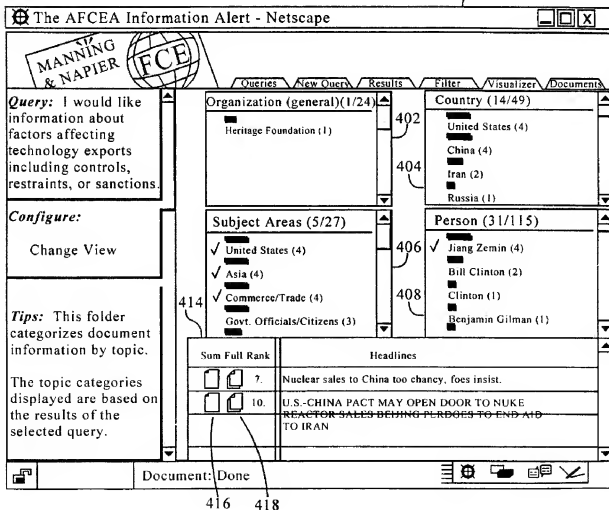 The AFCEA Information Alert - Netscape
MANNING
& NAPIER
FCE
Queries New Query Results Filter Visualizer Documents
Query: I would like
information about
factors affecting
technology exports
including controls,
restraints, or sanctions.
Configure:
Change View
Tips: This folder
categorizes document
information by topic.
The topic categories
displayed are based on
the results of the
selected query.
Organization (general)(1/24)
Heritage Foundation (1)
402
Country (14/49)
United States (4)
China (4)
404
Iran (2)
Russia (1)
Subject Areas (5/27)
✓ United States (4)
406
✓ Asia (4)
✓ Commerce/Trade (4)
Govt. Officials/Citizens (3)
Person (31/115)
✓ Jiang Zemin (4)
Bill Clinton (2)
408
Clinton (1)
Benjamin Gilman (1)
414
Sum Full Rank Headlines
7. Nuclear sales to China too chancy, foes insist.
10. U.S.-CHINA PACT MAY OPEN DOOR TO NUKE
REACTOR SALES BEIJING PLRDGES TO END AID
TO IRAN
Document: Done
416 418